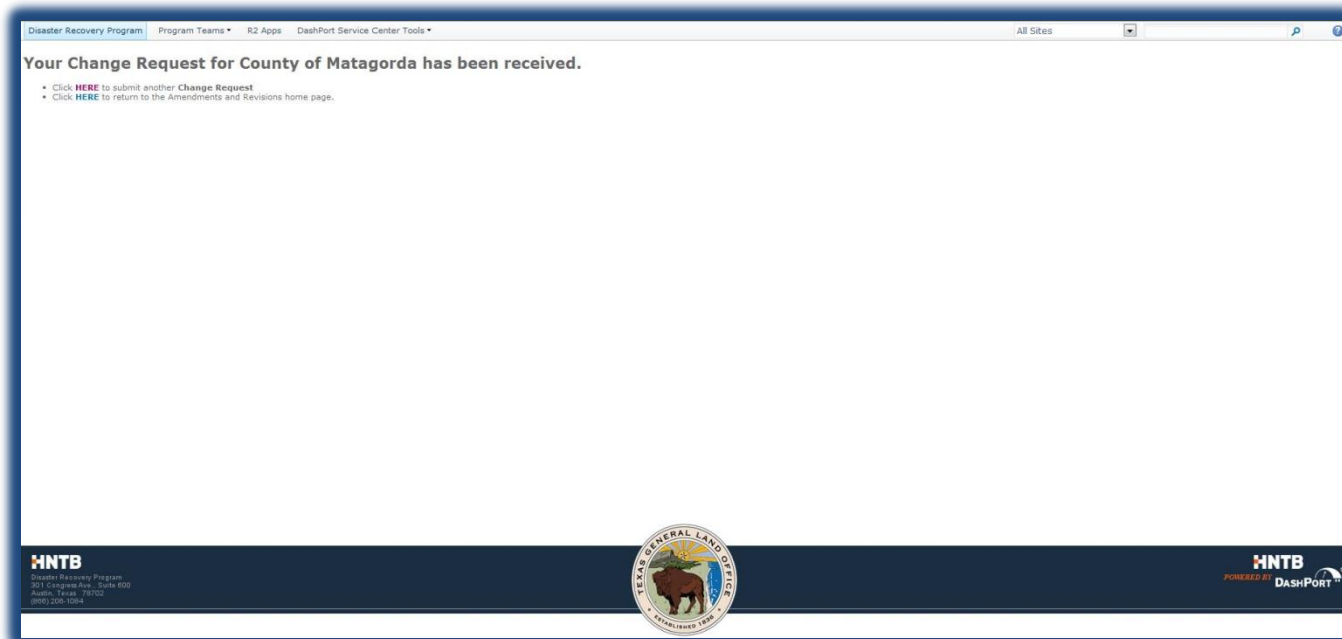 Disaster Recovery Program Program Teams R2 Apps DashPort Service Center Tools All Sites
Your Change Request for County of Matagorda has been received.
Click HERE to submit another Change Request
Click HERE to return to the Amendments and Revisions home page.
HNTB
Disaster Recovery Program
301 Congress Ave., Suite 600
Austin, Texas 78702
(866) 206-1084
TEXAS GENERAL LAND OFFICE
ESTABLISHED 1836
HNTB
POWERED BY DASHPORT